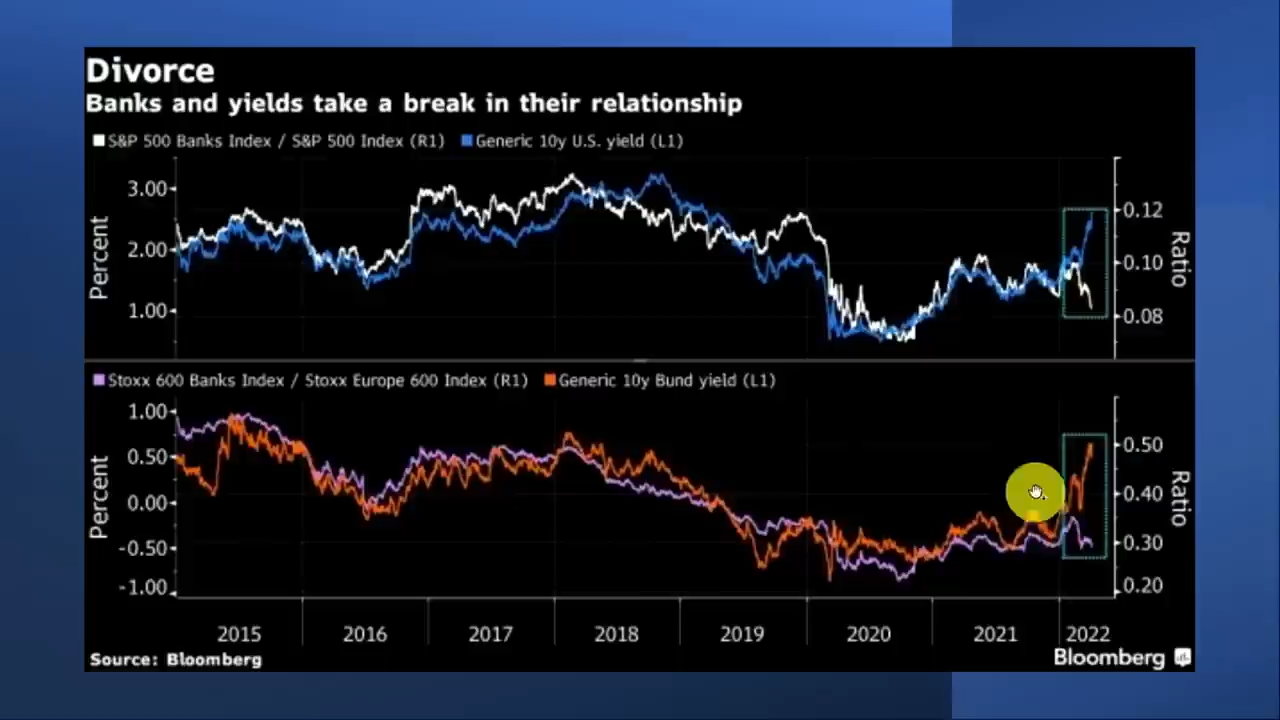 Divorce
Banks and yields take a break in their relationship
S&P 500 Banks Index / S&P 500 Index (R1) Generic 10y U.S. yield (L1)
3.00
2.00
1.00
Percent
0.12
0.10
0.08
Ratio
Stoxx 600 Banks Index / Stoxx Europe 600 Index (R1) Generic 10y Bund yield (L1)
1.00
0.50
0.00
-0.50
-1.00
Percent
0.50
0.40
0.30
0.20
Ratio
2015 2016 2017 2018 2019 2020 2021 2022
Source: Bloomberg
Bloomberg